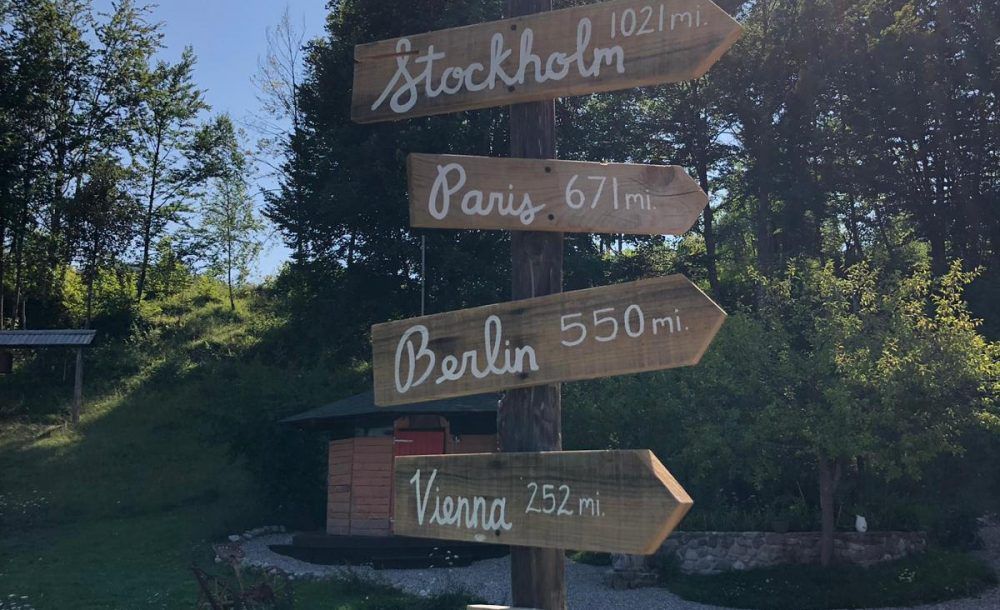 Stockholm 1021 mi.
Paris 671 mi.
Berlin 550 mi.
Vienna 252 mi.